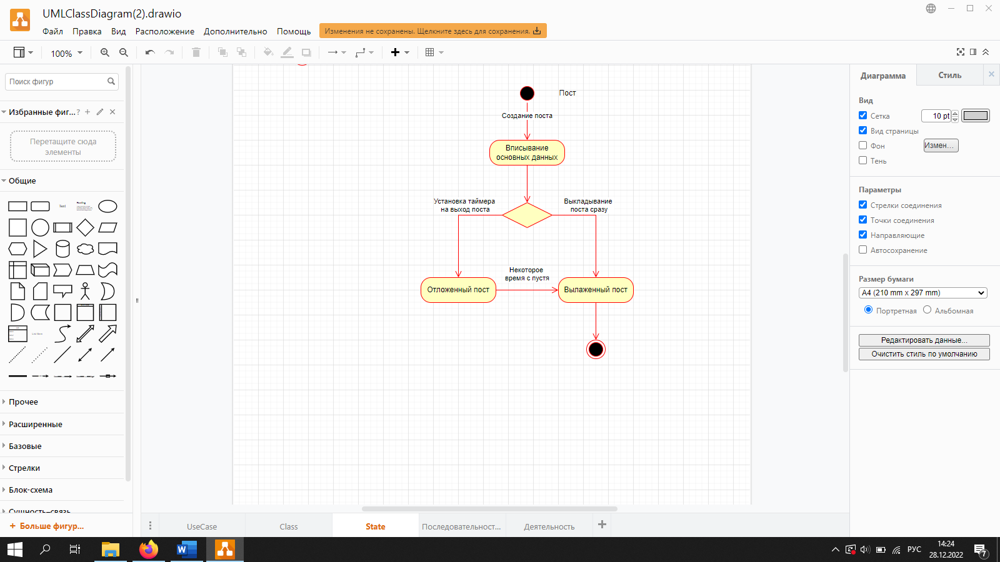 UMLClassDiagram(2).drawio
Файл Правка Вид Расположение Дополнительно Помощь Изменения не сохранены. Щелкните здесь для сохранения.
100%
Поиск фигур
Избранные фиг... ?
Перетащите сюда
элементы
Общие
Text
Heading
List Item
Прочее
Расширенные
Базовые
Стрелки
Блок-схема
Сущность-связь
+ Больше фигур...
Пост
Создание поста
Вписывание
основных данных
Установка таймера
на выход поста
Выкладывание
поста сразу
Некоторое
время с пустя
Отложенный пост
Вылаженный пост
UseCase Class State Последовательност... Деятельность
Диаграмма Стиль
Вид
Сетка 10 pt
Вид страницы
Фон Измен...
Тень
Параметры
Стрелки соединения
Точки соединения
Направляющие
Автосохранение
Размер бумаги
A4 (210 mm x 297 mm)
Портретная Альбомная
Редактировать данные...
Очистить стиль по умолчанию
РУС
14:24
28.12.2022
7